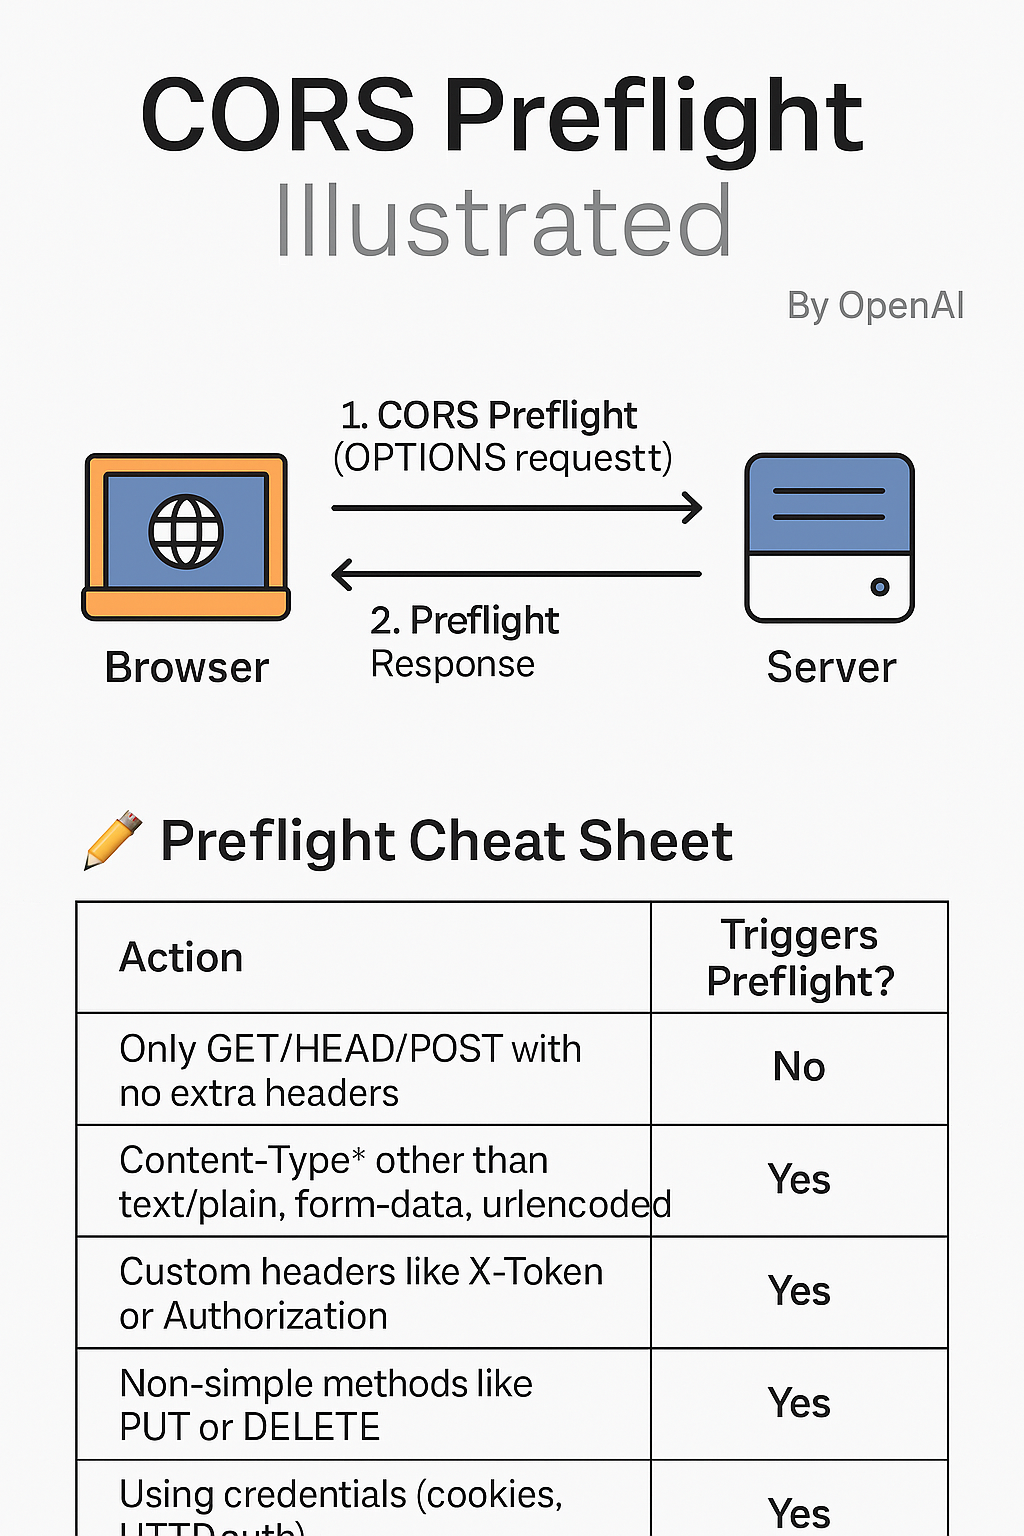 CORS Preflight
Illustrated
By OpenAI
1. CORS Preflight
(OPTIONS requestt)
2. Preflight
Response
Browser
Server
Preflight Cheat Sheet
Action
Triggers
Preflight?
Only GET/HEAD/POST with
no extra headers
No
Content-Type* other than
text/plain, form-data, urlencoded
Yes
Custom headers like X-Token
or Authorization
Yes
Non-simple methods like
PUT or DELETE
Yes
Using credentials (cookies,
HTTP auth)
Yes